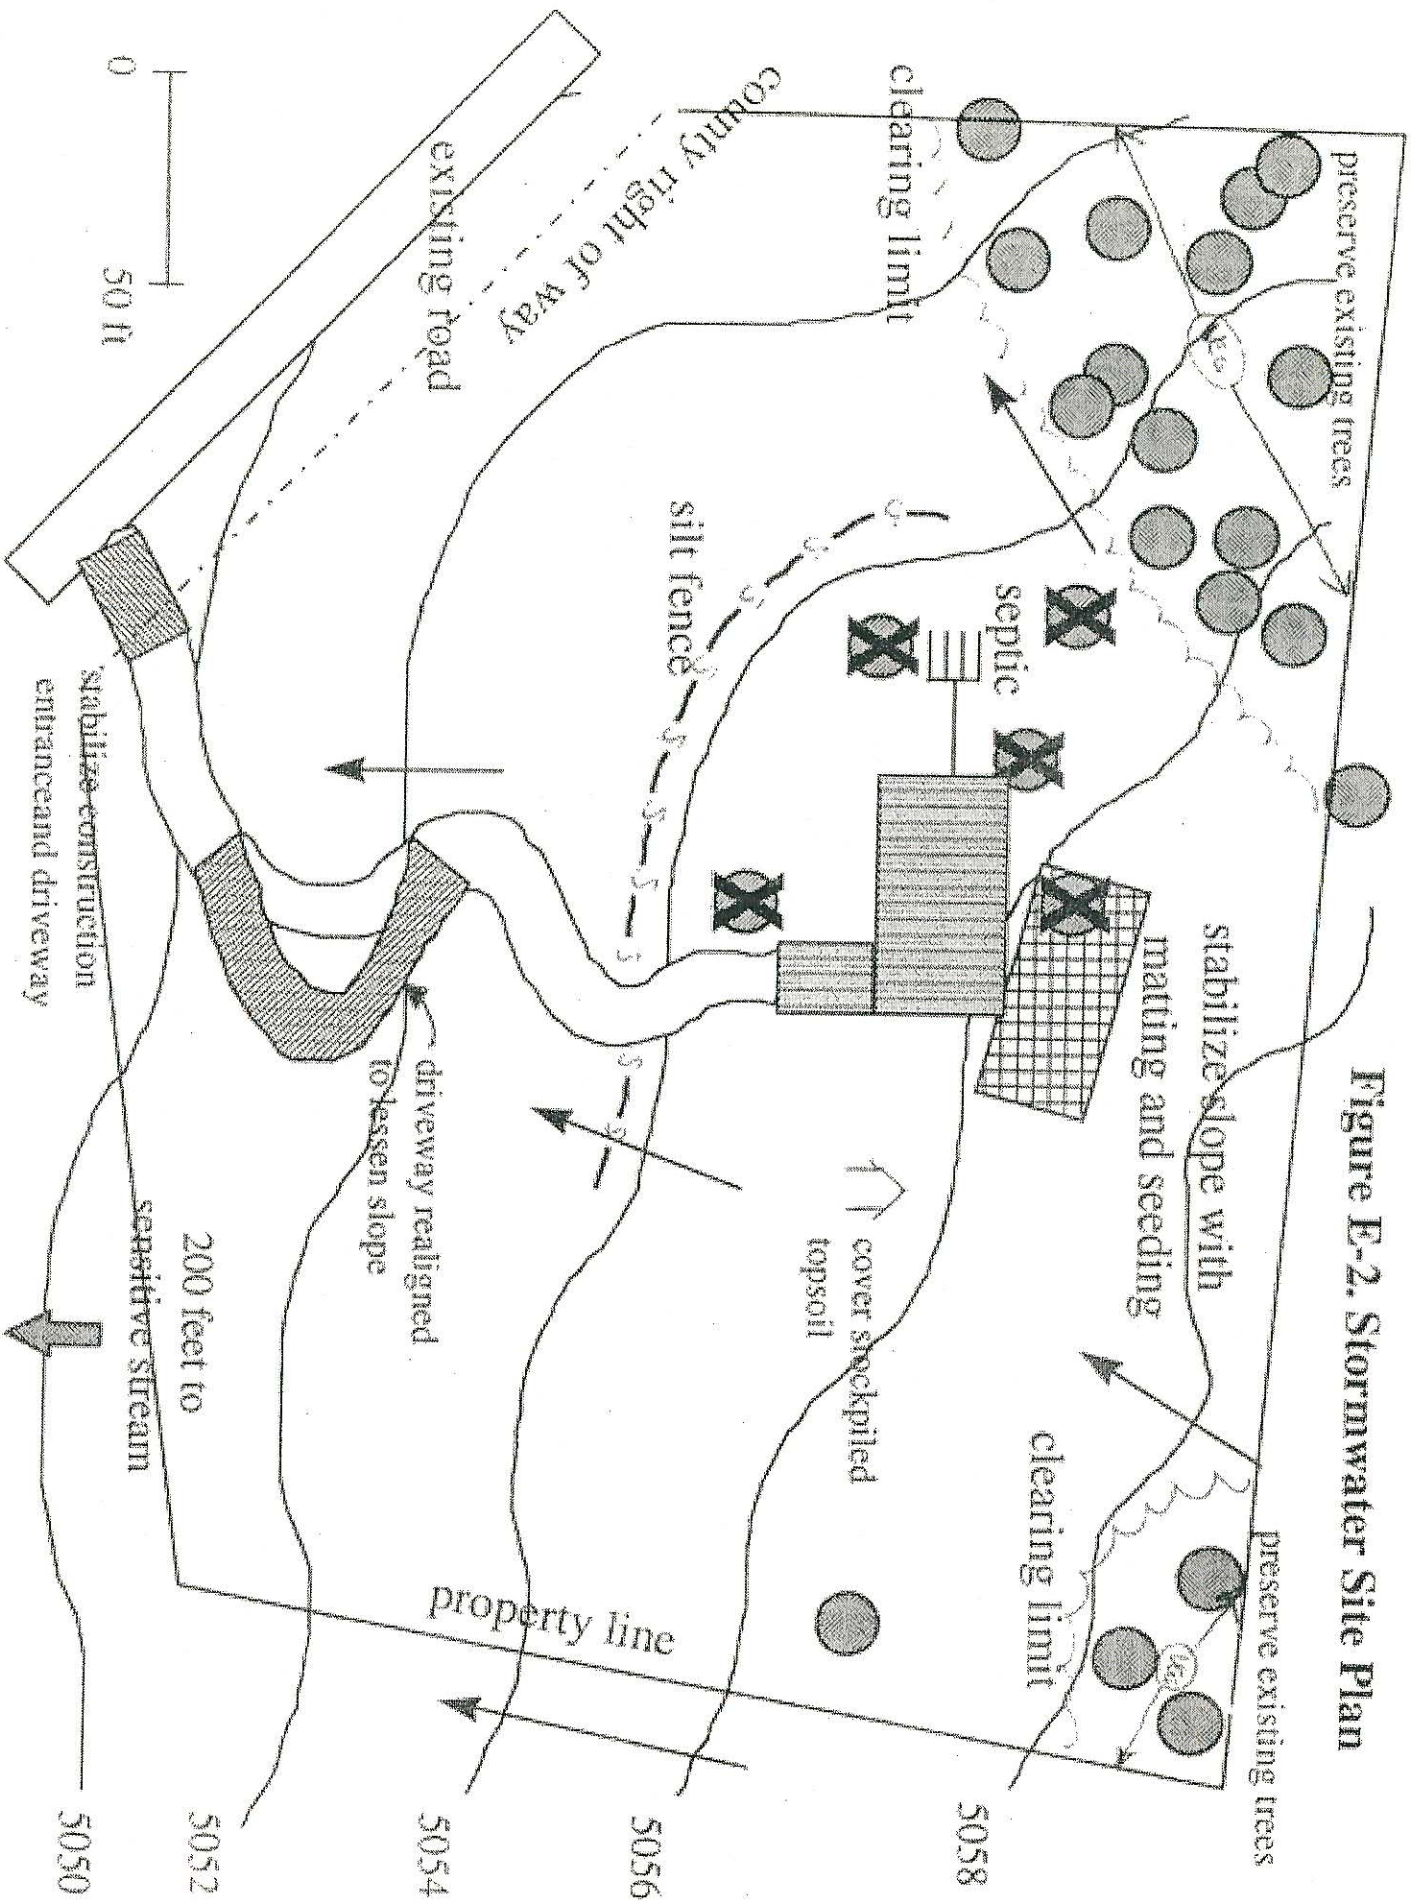 Figure E-2. Stormwater Site Plan
preserve existing trees
preserve existing trees
stabilize slope with
matting and seeding
clearing limit
clearing limit
septic
cover stockpiled
topsoil
silt fence
S
S
S
S
S
S
S
S
S
S
county right of way
existing road
driveway realigned
to lessen slope
property line
200 feet to
sensitive stream
stabilize construction
entranceand driveway
0
50 ft
5058
5056
5054
5052
5050